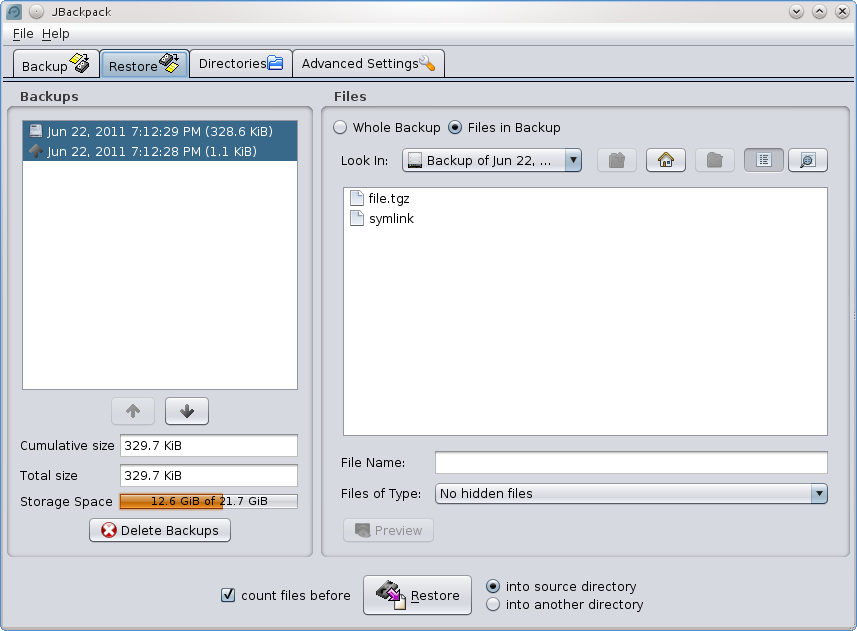 JBackpack
File Help
Backup Restore Directories Advanced Settings
Backups
Jun 22, 2011 7:12:29 PM (328.6 KiB)
Jun 22, 2011 7:12:28 PM (1.1 KiB)
Cumulative size 329.7 KiB
Total size 329.7 KiB
Storage Space 12.6 GiB of 21.7 GiB
Delete Backups
Files
Whole Backup Files in Backup
Look In: Backup of Jun 22, ...
file.tgz
symlink
File Name:
Files of Type: No hidden files
Preview
count files before Restore
into source directory
into another directory